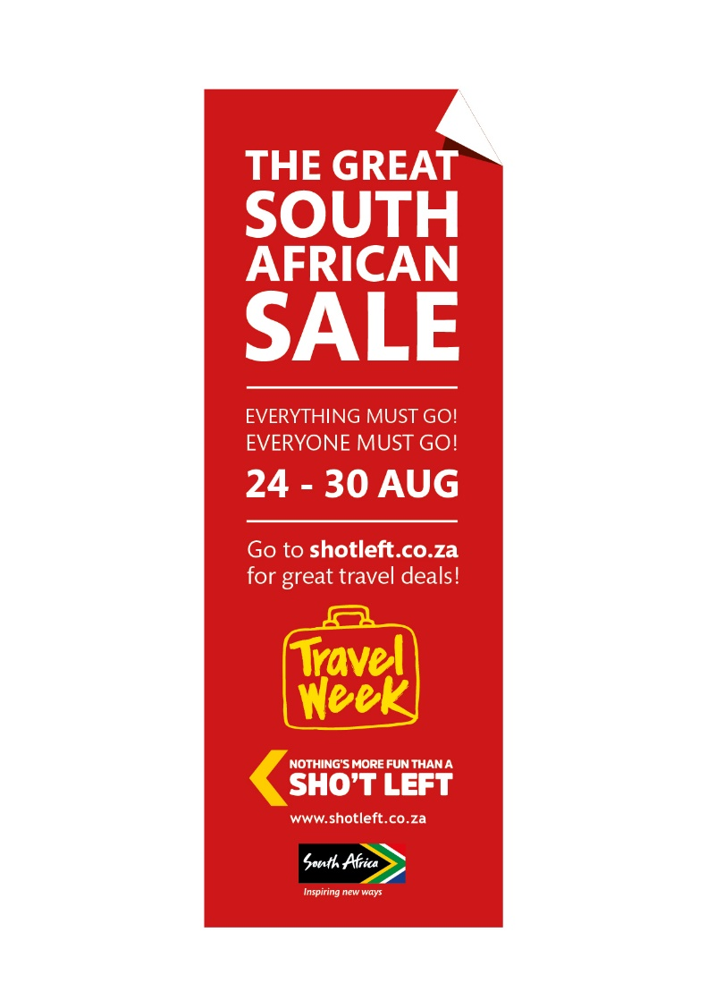 THE GREAT
SOUTH
AFRICAN
SALE
EVERYTHING MUST GO!
EVERYONE MUST GO!
24 - 30 AUG
Go to shotleft.co.za
for great travel deals!
Travel
Week
NOTHING'S MORE FUN THAN A
SHO'T LEFT
www.shotleft.co.za
South Africa
Inspiring new ways